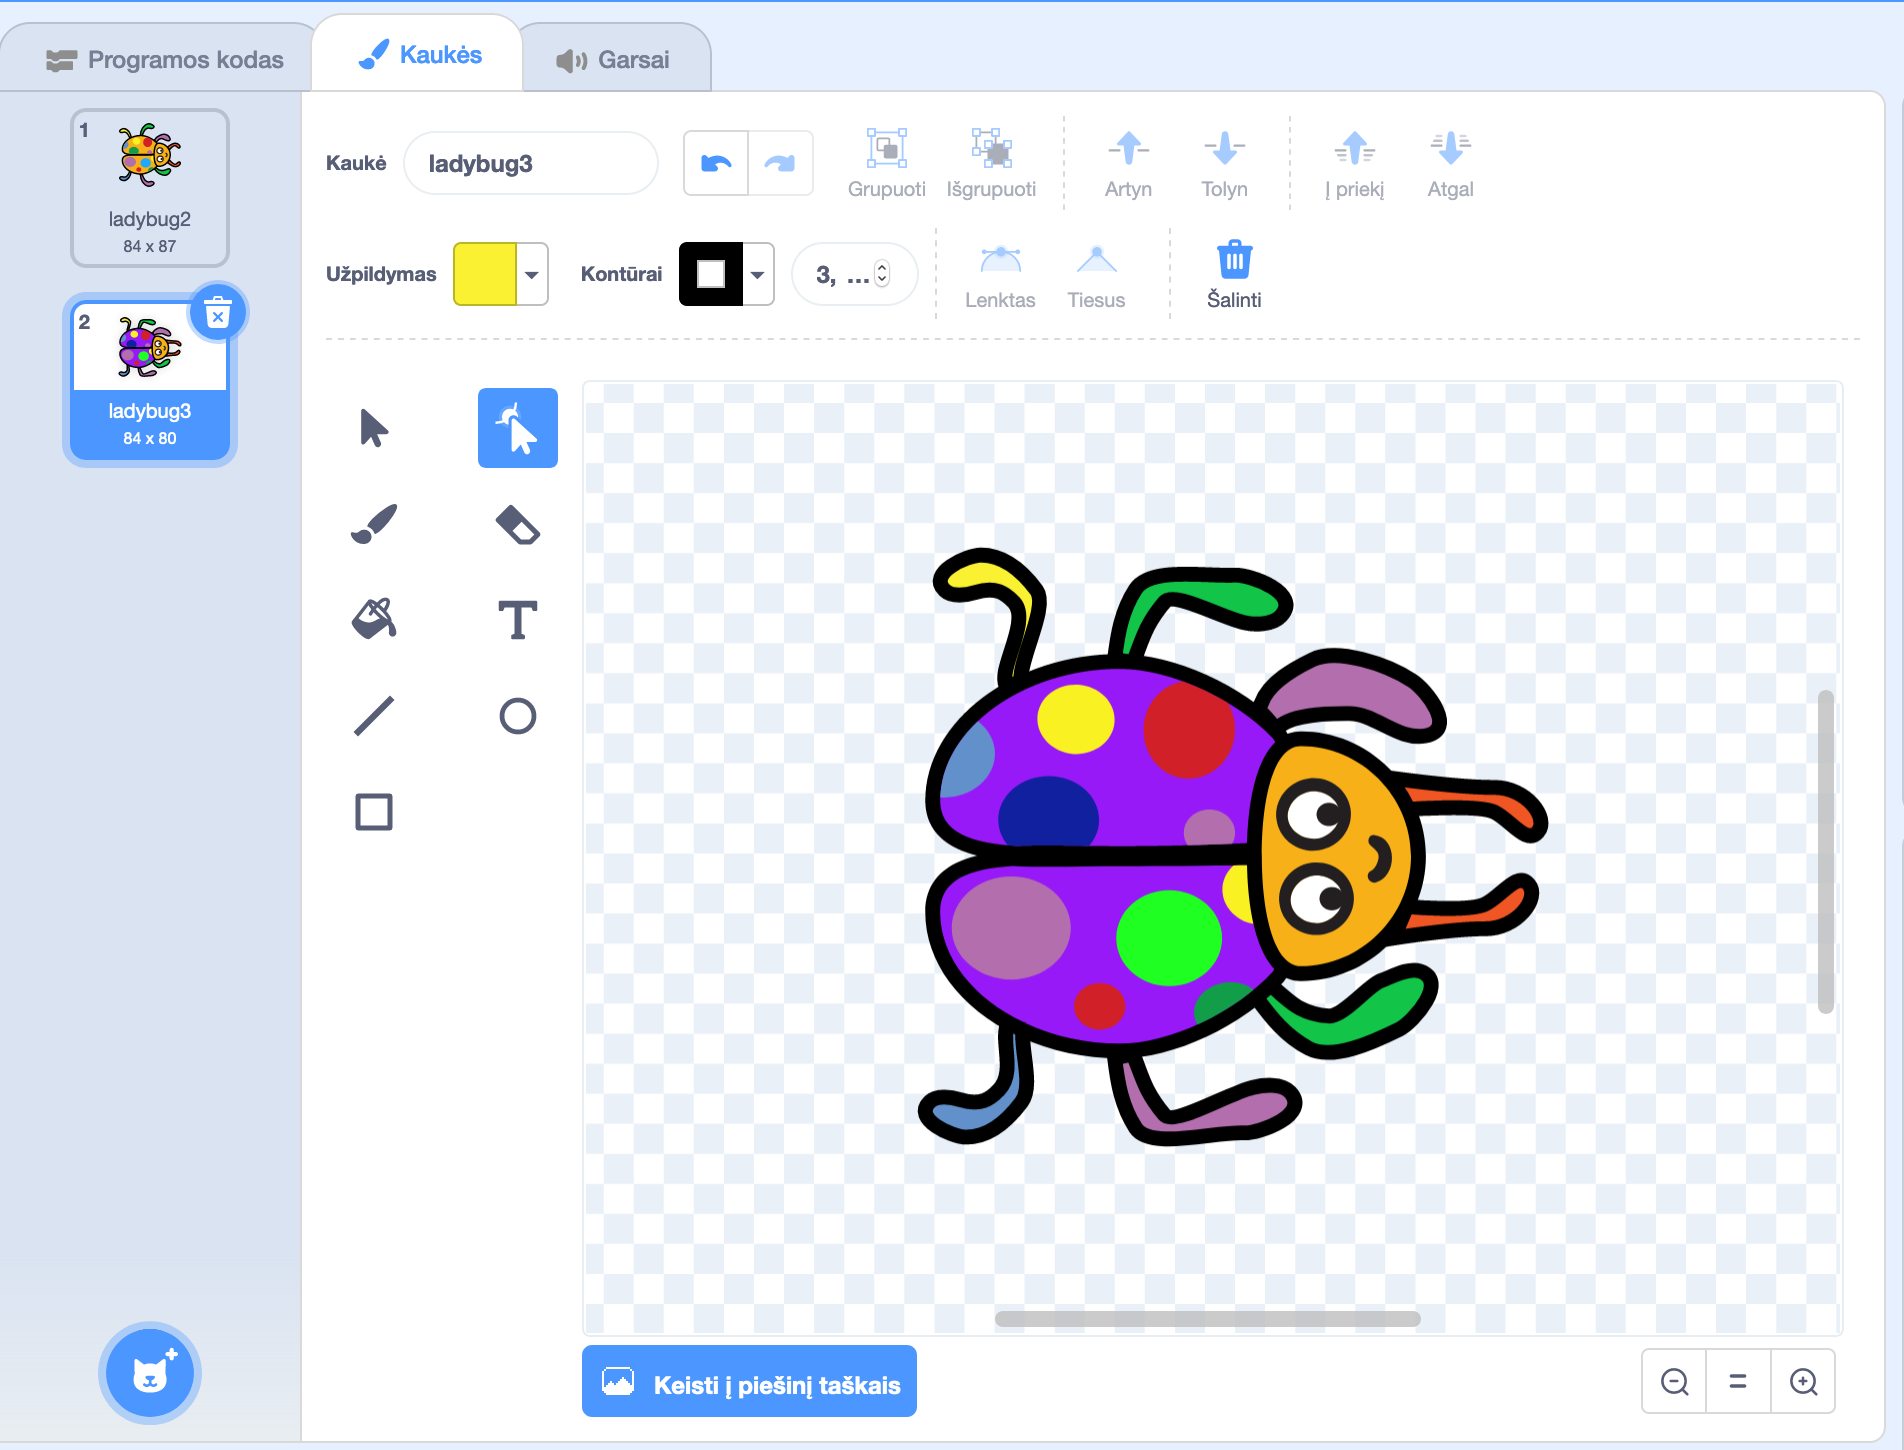 Programos kodas
Kaukės
Garsai
1
ladybug2
84 x 87
2
ladybug3
84 x 80
Kaukė
ladybug3
Grupuoti
Išgrupuoti
Artyn
Tolyn
Į priekį
Atgal
Užpildymas
Kontūrai
3, ...
Lenktas
Tiesus
Šalinti
Keisti į piešinį taškais